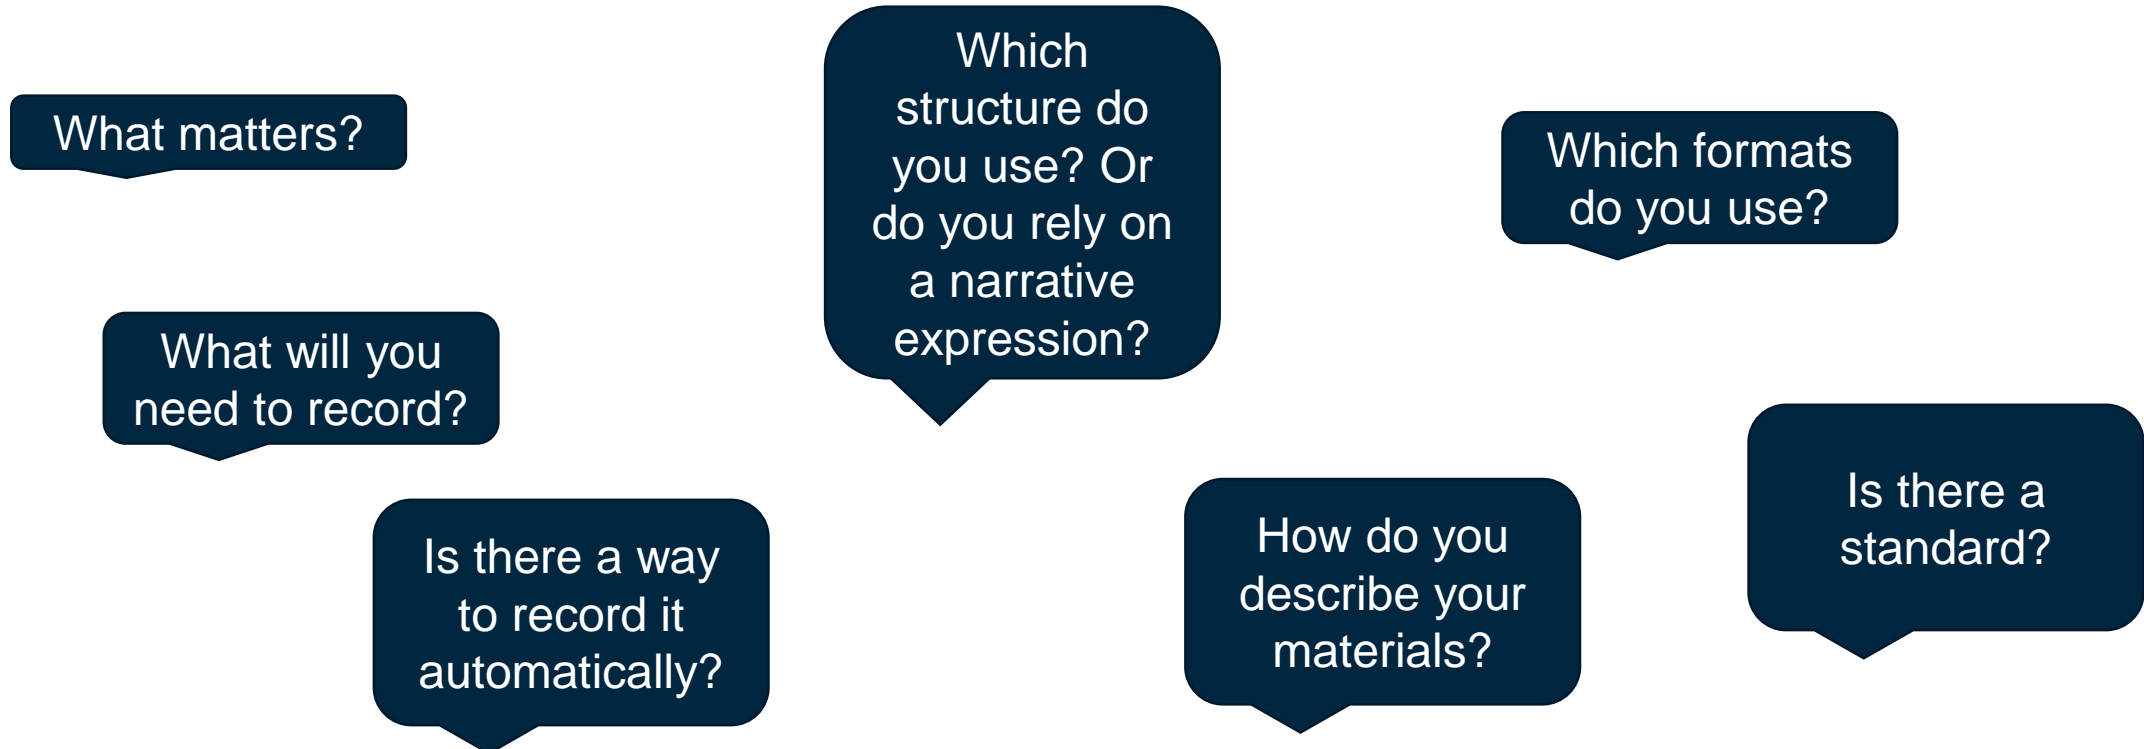 What matters?
What will you
need to record?
Is there a way
to record it
automatically?
Which
structure do
you use? Or
do you rely on
a narrative
expression?
How do you
describe your
materials?
Which formats
do you use?
Is there a
standard?